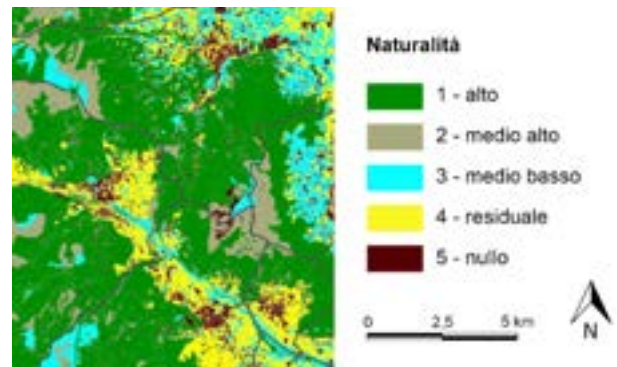 Naturalità
1 - alto
2 - medio alto
3 - medio basso
4 - residuale
5 - nullo
0 2,5 5 km
N